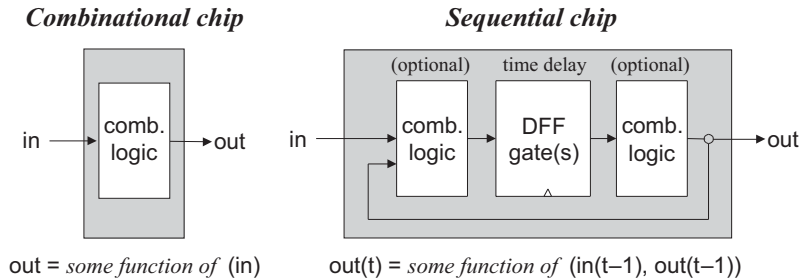 Combinational chip
in
comb.
logic
out
out = some function of (in)
Sequential chip
(optional)
time delay
(optional)
in
comb.
logic
DFF
gate(s)
comb.
logic
out
out(t) = some function of (in(t–1), out(t–1))